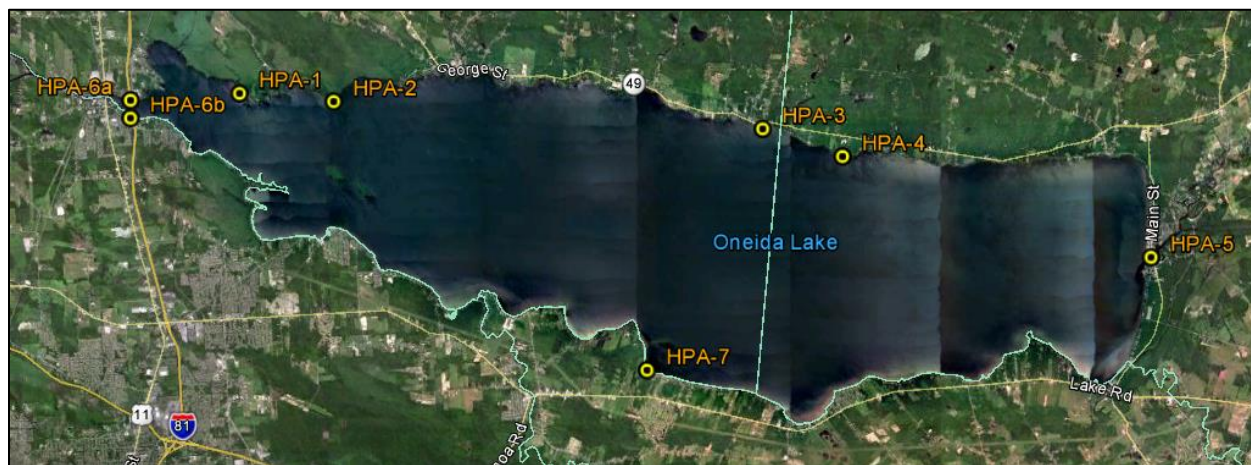 George St
49
HPA-6a
HPA-1
HPA-2
HPA-6b
HPA-3
HPA-4
Main St
Oneida Lake
HPA-5
HPA-7
Lake Rd
11
81